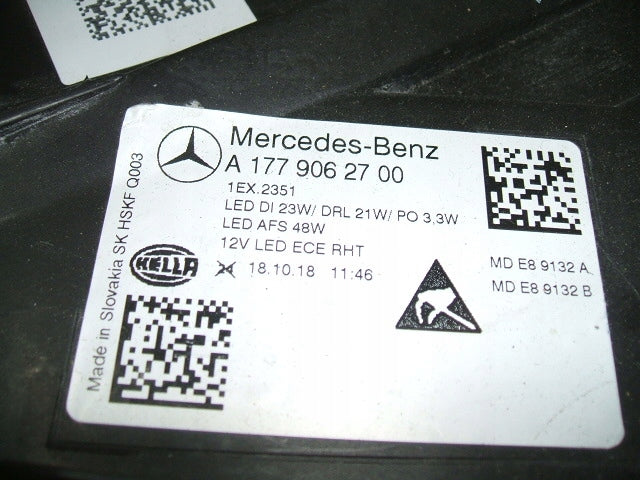 Mercedes-Benz
A 177 906 27 00
1EX.2351
LED DI 23W/ DRL 21W/ PO 3,3W
LED AFS 48W
12V LED ECE RHT
HELLA
24 18.10.18 11:46
MD E8 9132 A
MD E8 9132 B
Made in Slovakia SK HSKF Q003